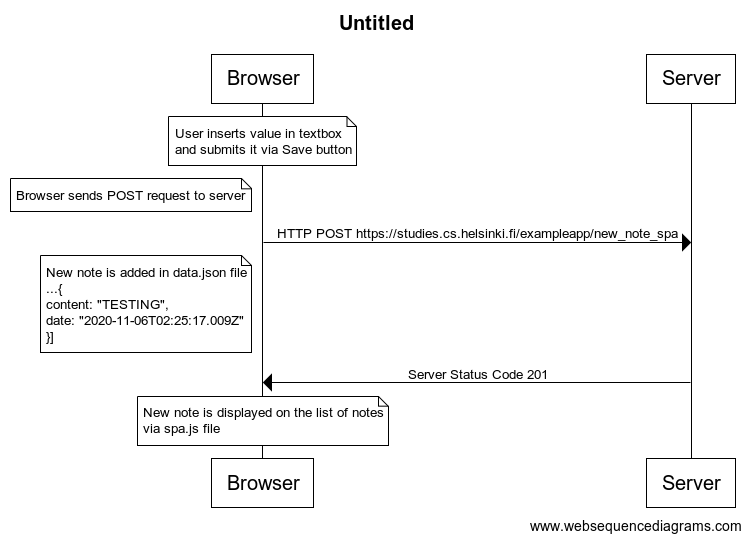 Untitled
Browser
Server
User inserts value in textbox
and submits it via Save button
Browser sends POST request to server
HTTP POST https://studies.cs.helsinki.fi/exampleapp/new_note_spa
New note is added in data.json file
...{
content: "TESTING",
date: "2020-11-06T02:25:17.009Z"
}]
Server Status Code 201
New note is displayed on the list of notes
via spa.js file
Browser
Server
www.websequencediagrams.com